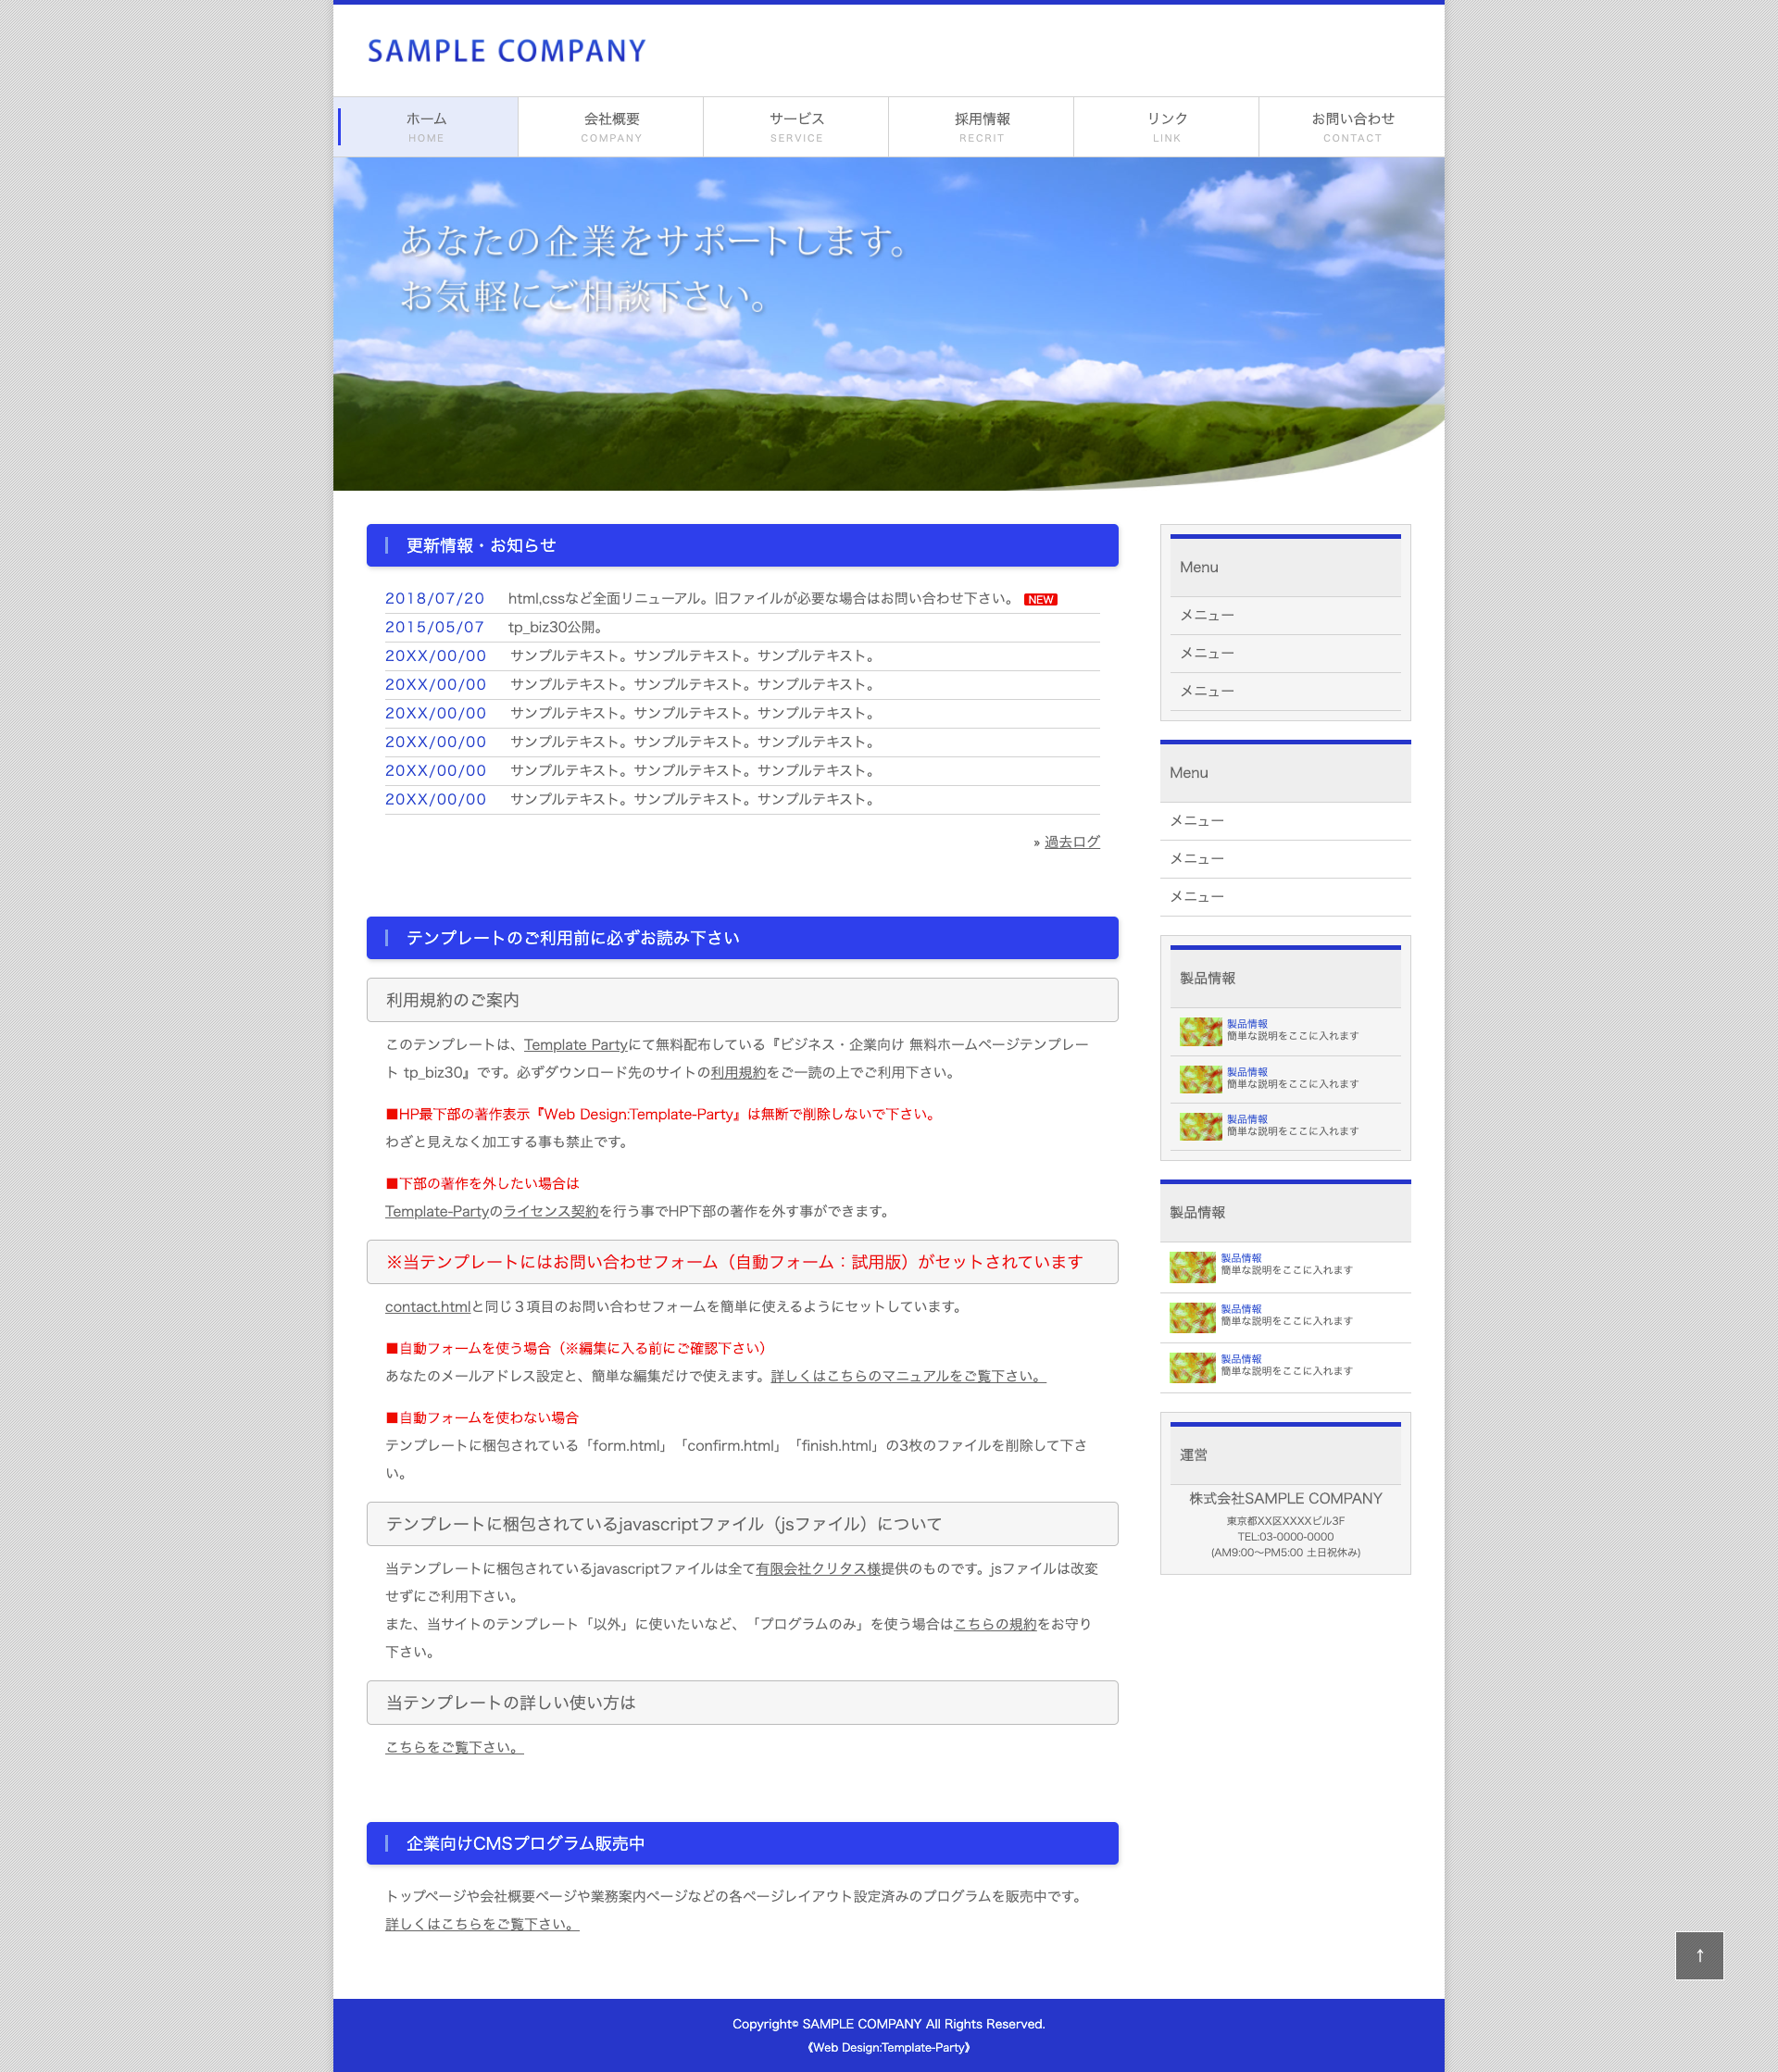 SAMPLE COMPANY
ホーム
HOME
会社概要
COMPANY
サービス
SERVICE
採用情報
RECRIT
リンク
LINK
お問い合わせ
CONTACT
あなたの企業をサポートします。
お気軽にご相談下さい。
更新情報・お知らせ
2018/07/20 html,cssなど全面リニューアル。旧ファイルが必要な場合はお問い合わせ下さい。 NEW
2015/05/07 tp_biz30公開。
20XX/00/00 サンプルテキスト。サンプルテキスト。サンプルテキスト。
20XX/00/00 サンプルテキスト。サンプルテキスト。サンプルテキスト。
20XX/00/00 サンプルテキスト。サンプルテキスト。サンプルテキスト。
20XX/00/00 サンプルテキスト。サンプルテキスト。サンプルテキスト。
20XX/00/00 サンプルテキスト。サンプルテキスト。サンプルテキスト。
20XX/00/00 サンプルテキスト。サンプルテキスト。サンプルテキスト。
» 過去ログ
テンプレートのご利用前に必ずお読み下さい
利用規約のご案内
このテンプレートは、Template Partyにて無料配布している『ビジネス・企業向け 無料ホームページテンプレー
ト tp_biz30』です。必ずダウンロード先のサイトの利用規約をご一読の上でご利用下さい。
■HP最下部の著作表示『Web Design:Template-Party』は無断で削除しないで下さい。
わざと見えなく加工する事も禁止です。
■下部の著作を外したい場合は
Template-Partyのライセンス契約を行う事でHP下部の著作を外す事ができます。
※当テンプレートにはお問い合わせフォーム（自動フォーム：試用版）がセットされています
contact.htmlと同じ３項目のお問い合わせフォームを簡単に使えるようにセットしています。
■自動フォームを使う場合（※編集に入る前にご確認下さい）
あなたのメールアドレス設定と、簡単な編集だけで使えます。詳しくはこちらのマニュアルをご覧下さい。
■自動フォームを使わない場合
テンプレートに梱包されている「form.html」「confirm.html」「finish.html」の3枚のファイルを削除して下さ
い。
テンプレートに梱包されているjavascriptファイル（jsファイル）について
当テンプレートに梱包されているjavascriptファイルは全て有限会社クリタス様提供のものです。jsファイルは改変
せずにご利用下さい。
また、当サイトのテンプレート「以外」に使いたいなど、「プログラムのみ」を使う場合はこちらの規約をお守り
下さい。
当テンプレートの詳しい使い方は
こちらをご覧下さい。
企業向けCMSプログラム販売中
トップページや会社概要ページや業務案内ページなどの各ページレイアウト設定済みのプログラムを販売中です。
詳しくはこちらをご覧下さい。
Menu
メニュー
メニュー
メニュー
Menu
メニュー
メニュー
メニュー
製品情報
製品情報
簡単な説明をここに入れます
製品情報
簡単な説明をここに入れます
製品情報
簡単な説明をここに入れます
製品情報
製品情報
簡単な説明をここに入れます
製品情報
簡単な説明をここに入れます
製品情報
簡単な説明をここに入れます
運営
株式会社SAMPLE COMPANY
東京都XX区XXXXビル3F
TEL:03-0000-0000
(AM9:00〜PM5:00 土日祝休み)
↑
Copyright© SAMPLE COMPANY All Rights Reserved.
《Web Design:Template-Party》